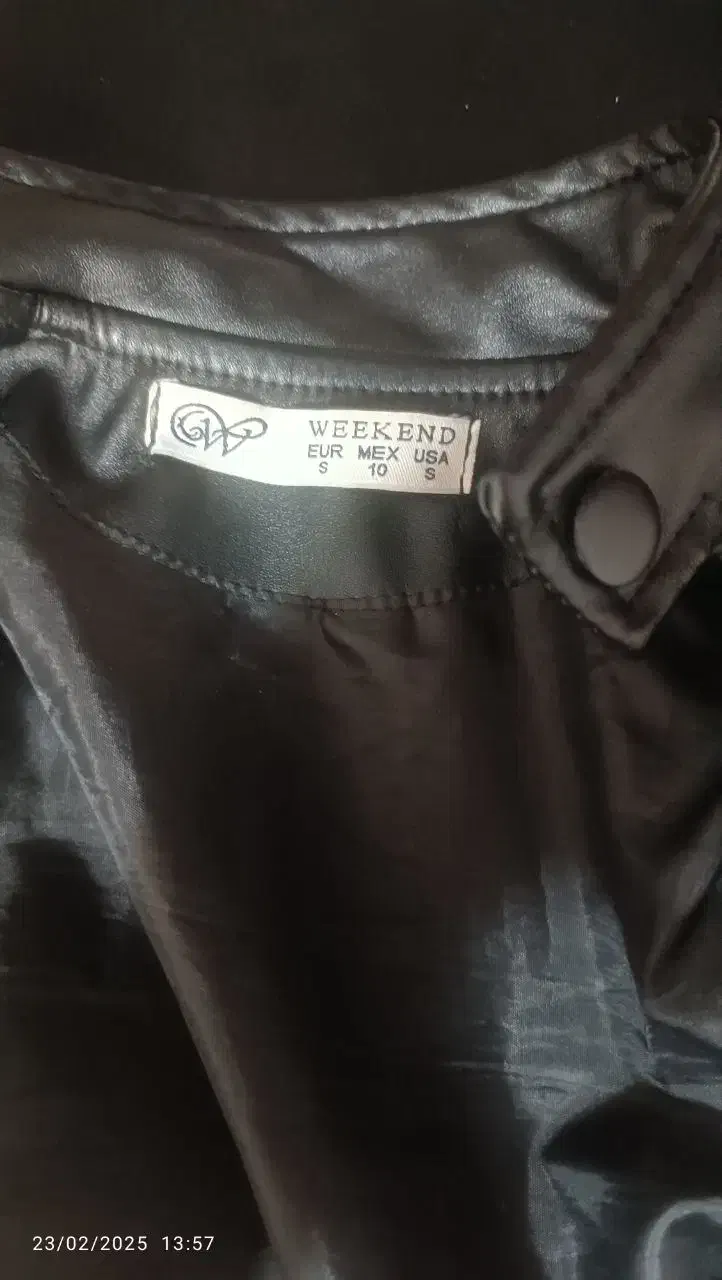 WEEKEND
EUR MEX USA
S 10 S
23/02/2025 13:57